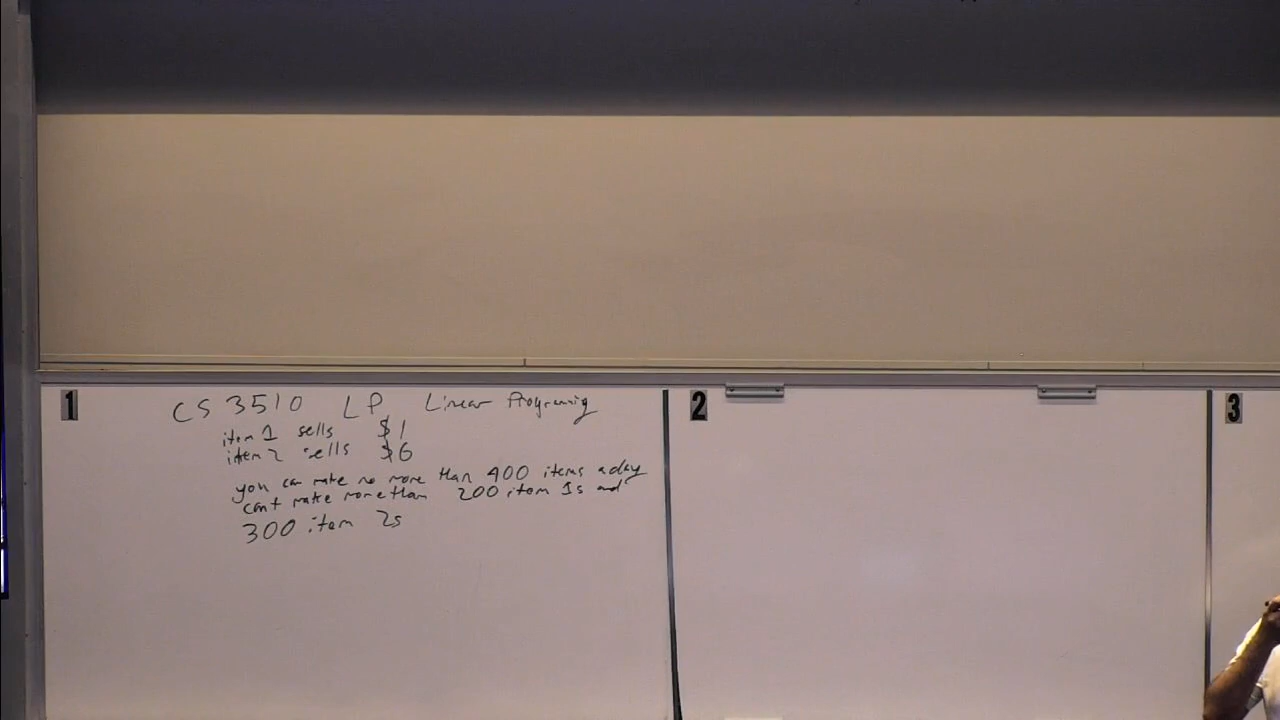 1
CS 3510 LP Linear Programing
item 1 sells $1
item 2 sells $6
you can make no more than 400 items a day
cant make more than 200 item 1s and
300 item 2s
2
3